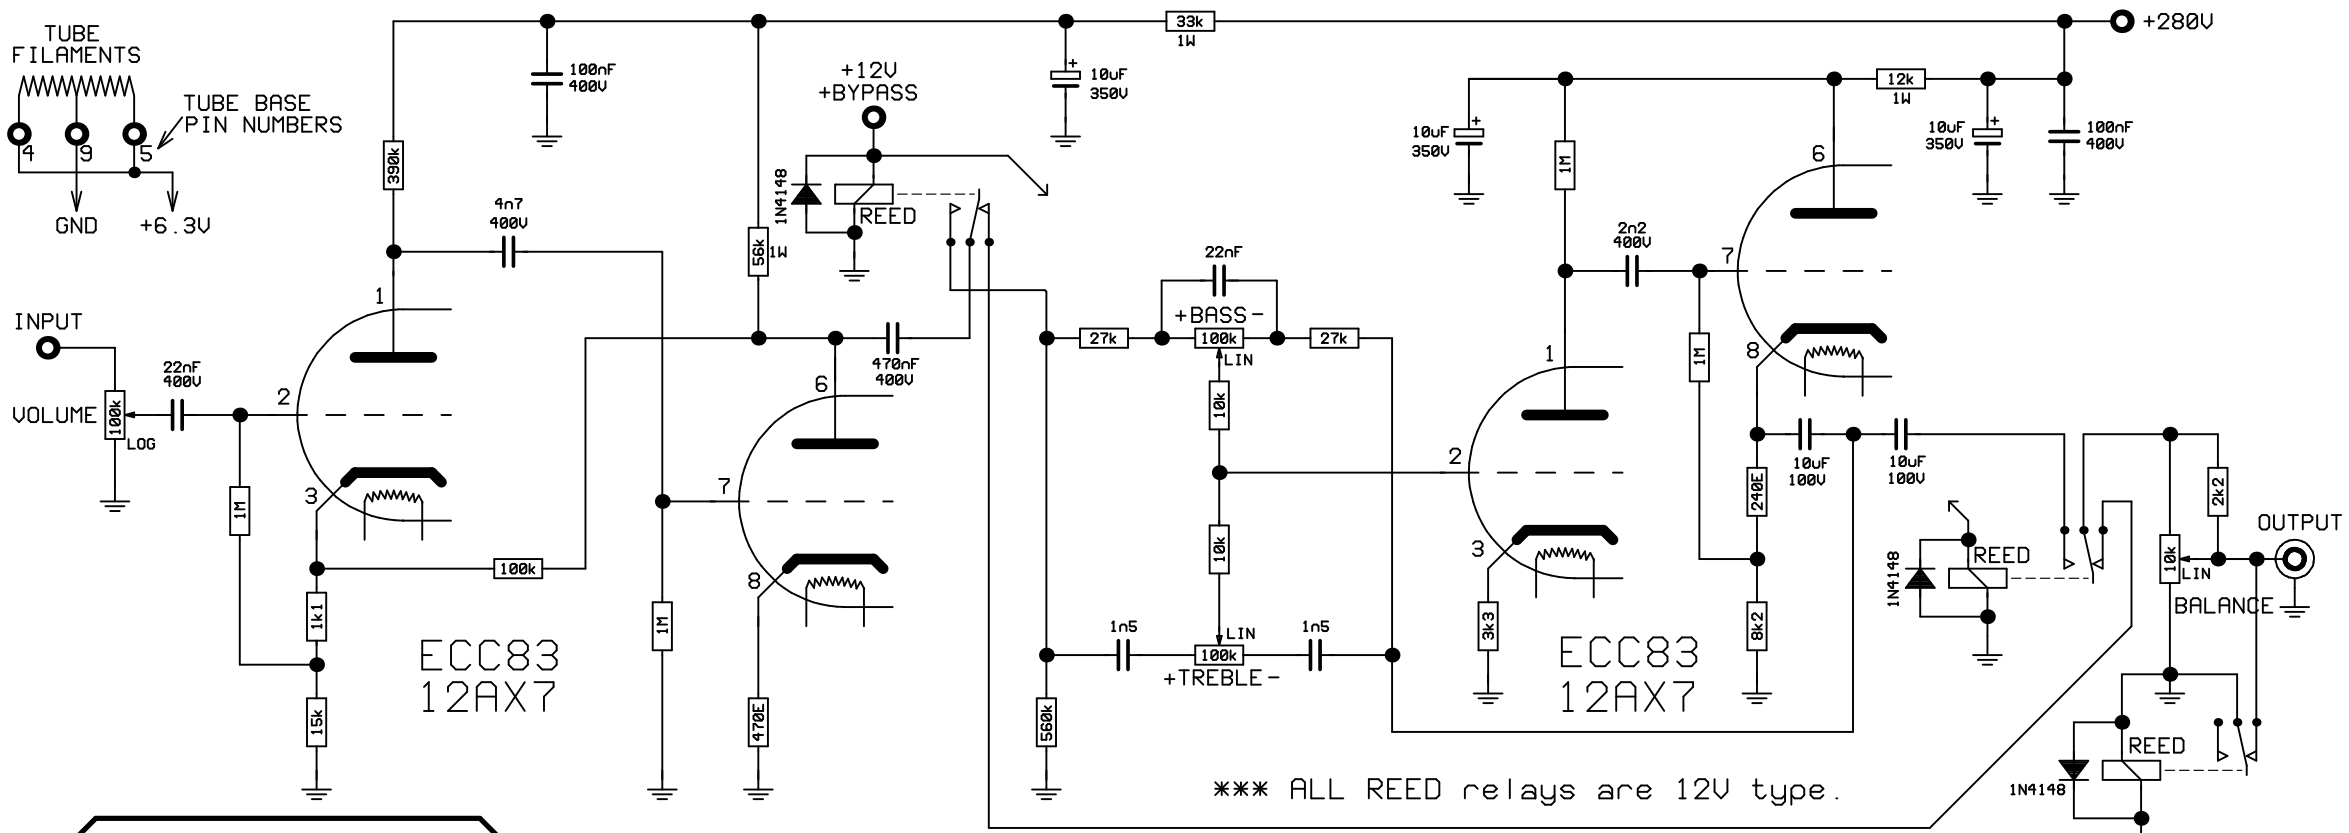 TUBE
FILAMENTS
TUBE BASE
PIN NUMBERS
4
9
5
GND
+6.3V
INPUT
VOLUME
100k
LOG
22nF
400V
1M
2
1
3
390k
4n7
400V
100nF
400V
100k
1k1
15k
ECC83
12AX7
56k
1W
1M
7
6
8
470E
470nF
400V
+12V
+BYPASS
1N4148
REED
10uF
350V
33k
1W
+280V
27k
22nF
+BASS-
100k
LIN
27k
10k
10k
1n5
LIN
100k
1n5
+TREBLE-
560k
2
1
3
3k3
10uF
350V
1M
2n2
400V
7
6
8
1M
12k
1W
10uF
350V
100nF
400V
240E
8k2
10uF
100V
10uF
100V
ECC83
12AX7
1N4148
REED
10k
LIN
BALANCE
2k2
OUTPUT
REED
1N4148
*** ALL REED relays are 12V type.